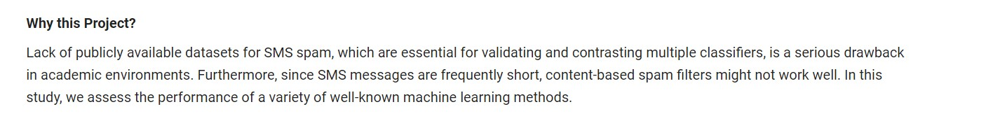 Why this Project?
Lack of publicly available datasets for SMS spam, which are essential for validating and contrasting multiple classifiers, is a serious drawback
in academic environments. Furthermore, since SMS messages are frequently short, content-based spam filters might not work well. In this
study, we assess the performance of a variety of well-known machine learning methods.